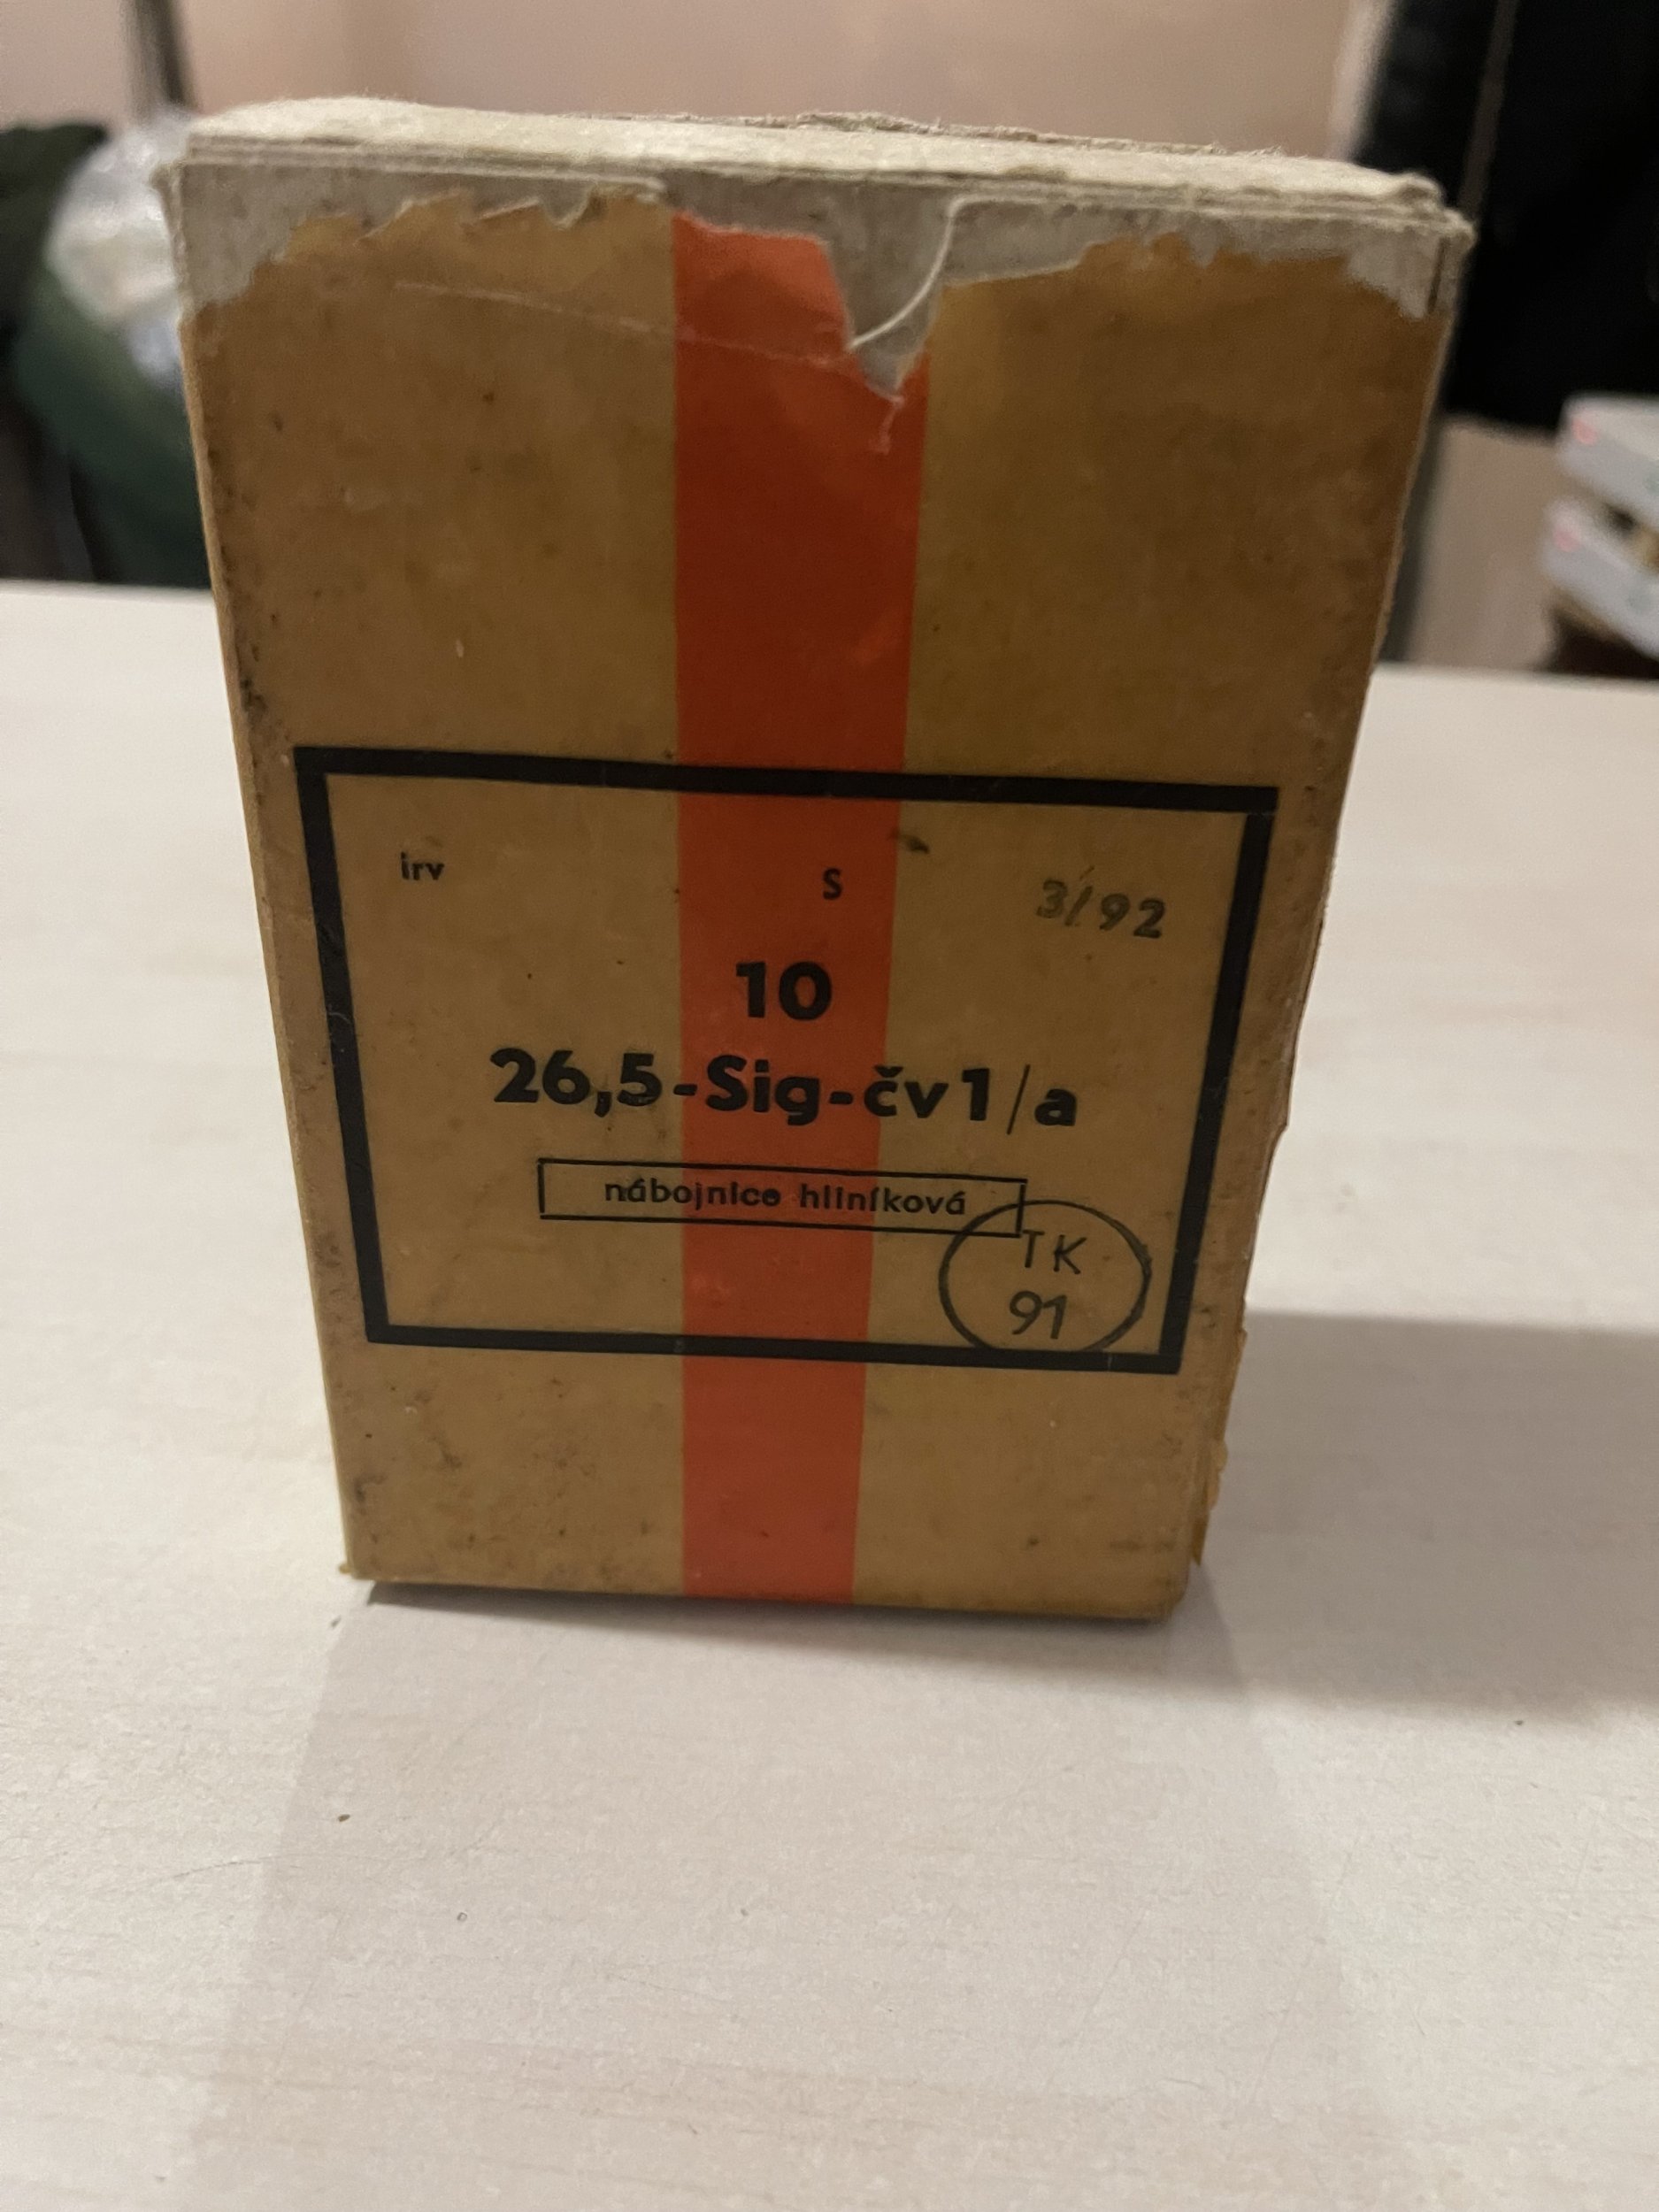 irv S 3/92
10
26,5-Sig-čv1/a
nábojnice hliníková
TK
91